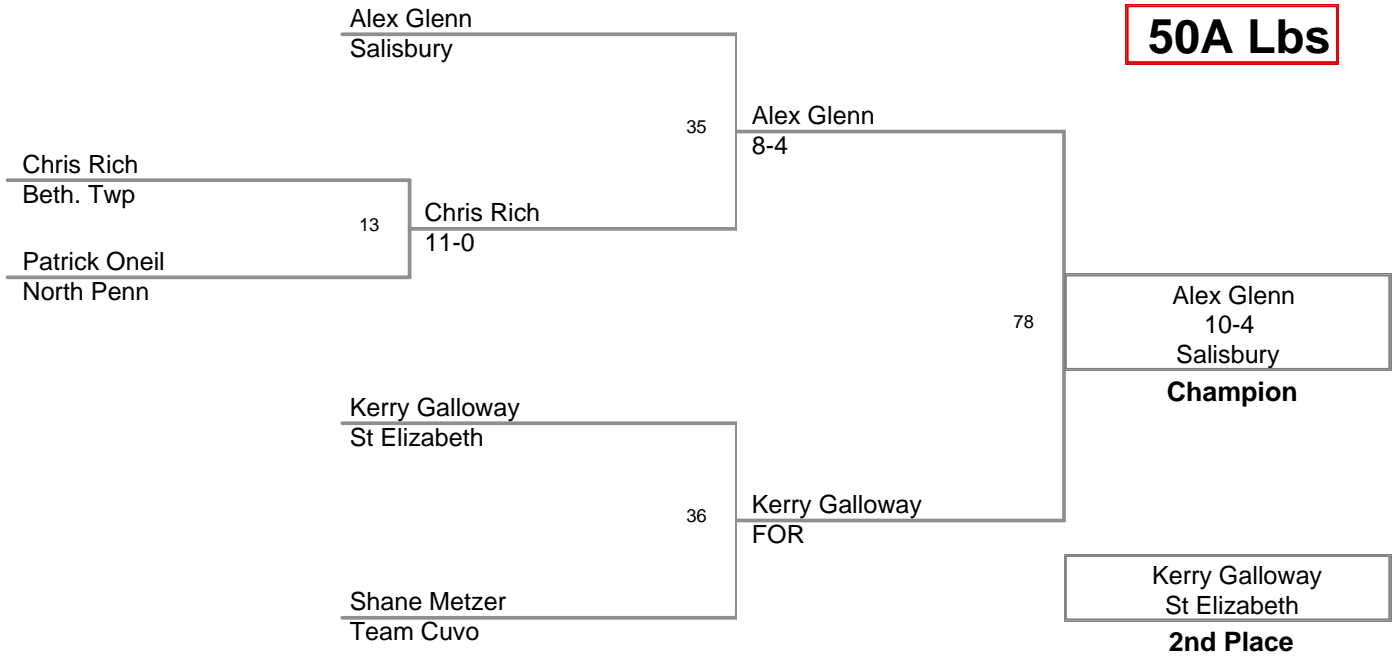 Alex Glenn
Salisbury
50A Lbs
35
Alex Glenn
8-4
Chris Rich
Beth. Twp
13
Chris Rich
11-0
Patrick Oneil
North Penn
78
Alex Glenn
10-4
Salisbury
Champion
Kerry Galloway
St Elizabeth
36
Kerry Galloway
FOR
Shane Metzer
Team Cuvo
Kerry Galloway
St Elizabeth
2nd Place